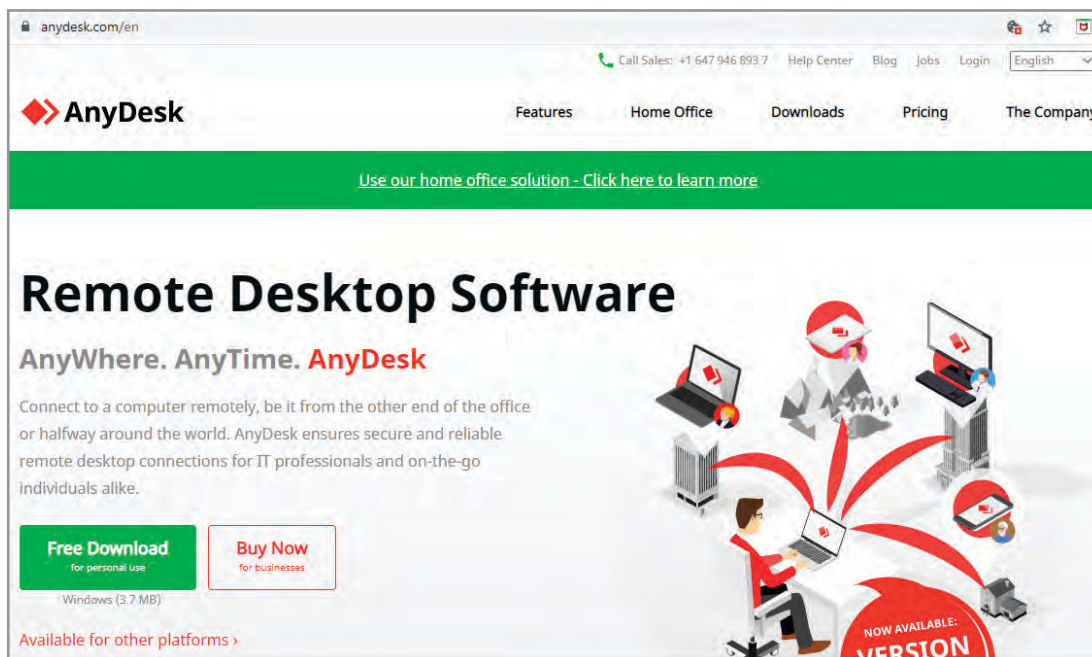 anydesk.com/en
Call Sales: +1 647 946 893 7 Help Center Blog Jobs Login English
AnyDesk
Features Home Office Downloads Pricing The Company
Use our home office solution - Click here to learn more
Remote Desktop Software
AnyWhere. AnyTime. AnyDesk
Connect to a computer remotely, be it from the other end of the office
or halfway around the world. AnyDesk ensures secure and reliable
remote desktop connections for IT professionals and on-the-go
individuals alike.
Free Download
for personal use
Buy Now
for businesses
Windows (3.7 MB)
Available for other platforms ›
NOW AVAILABLE:
VERSION